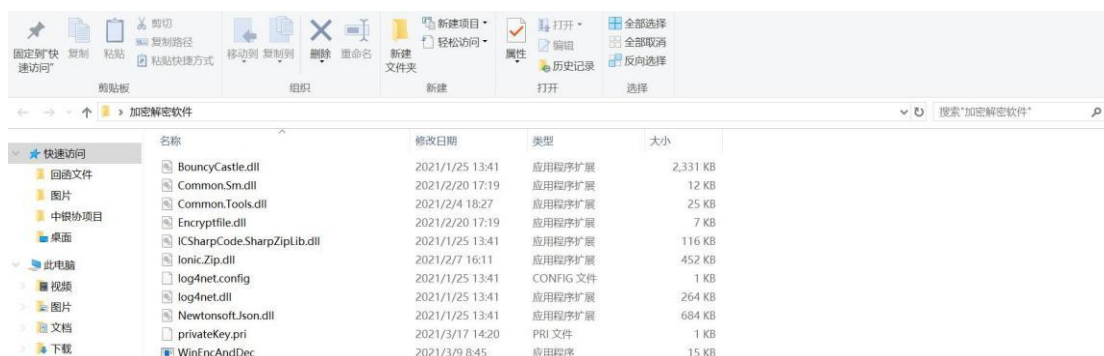 固定到"快速访问"
复制
粘贴
剪切
复制路径
粘贴快捷方式
剪贴板
移动到
复制到
删除
重命名
组织
新建文件夹
新建项目
轻松访问
新建
属性
打开
编辑
历史记录
打开
全部选择
全部取消
反向选择
选择
加密解密软件
搜索"加密解密软件"
名称 修改日期 类型 大小
快速访问
回函文件
图片
中银协项目
桌面
此电脑
视频
图片
文档
下载
BouncyCastle.dll 2021/1/25 13:41 应用程序扩展 2,331 KB
Common.Sm.dll 2021/2/20 17:19 应用程序扩展 12 KB
Common.Tools.dll 2021/2/4 18:27 应用程序扩展 25 KB
Encryptfile.dll 2021/2/20 17:19 应用程序扩展 7 KB
ICSharpCode.SharpZipLib.dll 2021/1/25 13:41 应用程序扩展 116 KB
Ionic.Zip.dll 2021/2/7 16:11 应用程序扩展 452 KB
log4net.config 2021/1/25 13:41 CONFIG 文件 1 KB
log4net.dll 2021/1/25 13:41 应用程序扩展 264 KB
Newtonsoft.Json.dll 2021/1/25 13:41 应用程序扩展 684 KB
privateKey.pri 2021/3/17 14:20 PRI 文件 1 KB
WinEncAndDec 2021/3/9 8:45 应用程序 15 KB